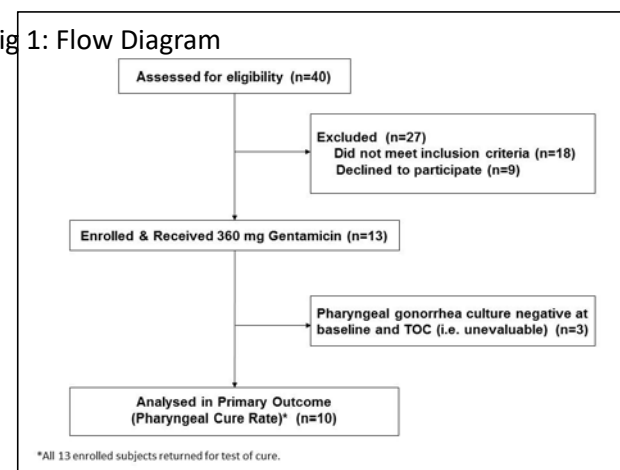 ig 1: Flow Diagram
Assessed for eligibility (n=40)
Excluded (n=27)
Did not meet inclusion criteria (n=18)
Declined to participate (n=9)
Enrolled & Received 360 mg Gentamicin (n=13)
Pharyngeal gonorrhea culture negative at
baseline and TOC (i.e. unevaluable) (n=3)
Analysed in Primary Outcome
(Pharyngeal Cure Rate)* (n=10)
*All 13 enrolled subjects returned for test of cure.